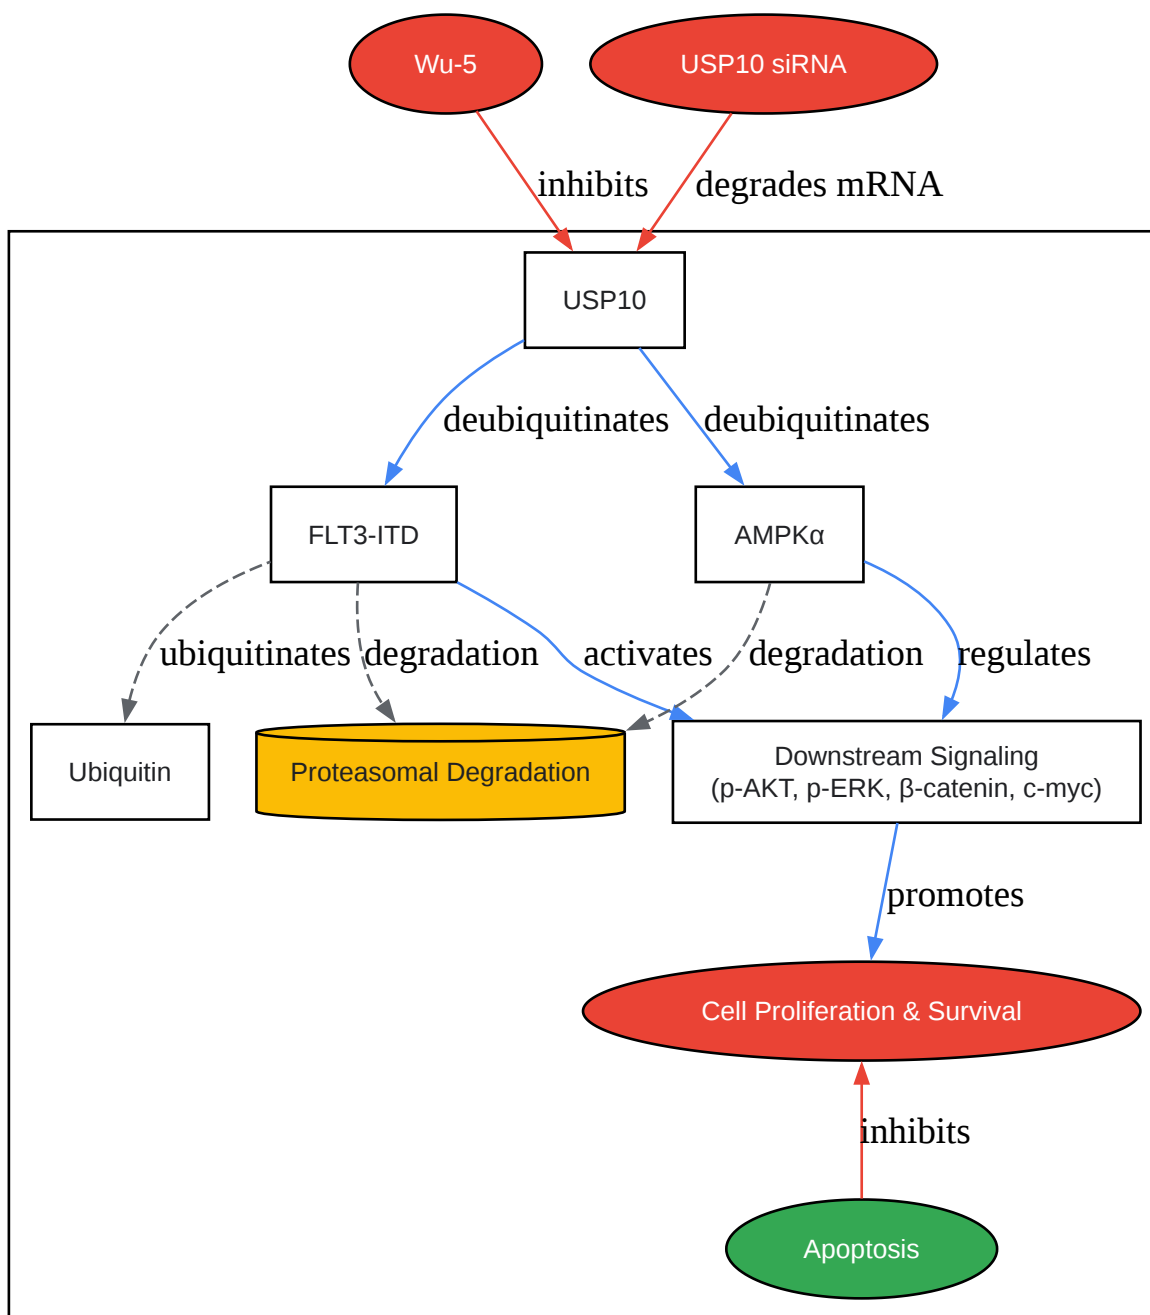 Wu-5
USP10 siRNA
inhibits
degrades mRNA
USP10
deubiquitinates
deubiquitinates
FLT3-ITD
AMPKα
ubiquitinates
degradation
activates
degradation
regulates
Ubiquitin
Proteasomal Degradation
Downstream Signaling
(p-AKT, p-ERK, β-catenin, c-myc)
promotes
Cell Proliferation & Survival
inhibits
Apoptosis